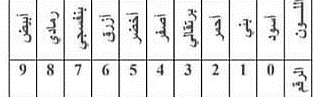 اللـــون أسود بني أحمر برتقالي أصفر أخضر أزرق بنفسجي رمادي أبيض
الرقم 0 1 2 3 4 5 6 7 8 9